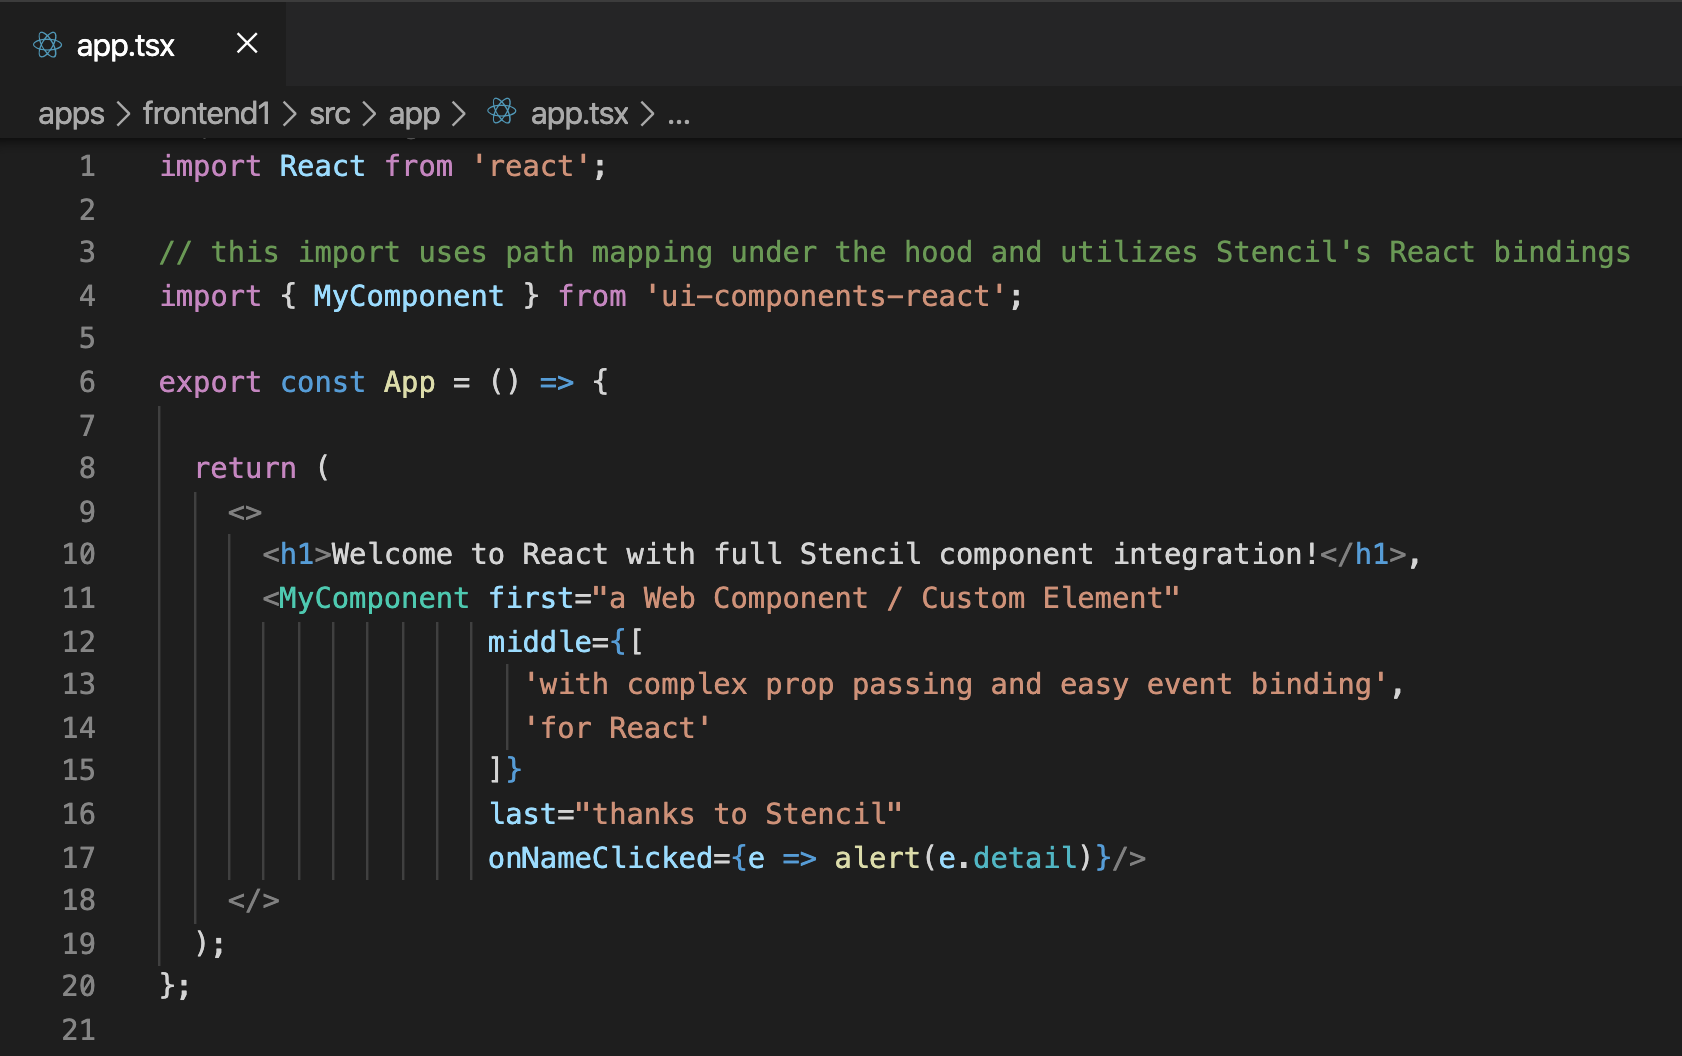 app.tsx ×
apps > frontend1 > src > app > app.tsx > ...
1 import React from 'react';
2
3 // this import uses path mapping under the hood and utilizes Stencil's React bindings
4 import { MyComponent } from 'ui-components-react';
5
6 export const App = () => {
7
8 return (
9 <>
10 <h1>Welcome to React with full Stencil component integration!</h1>,
11 <MyComponent first="a Web Component / Custom Element"
12 middle={[
13 'with complex prop passing and easy event binding',
14 'for React'
15 ]}
16 last="thanks to Stencil"
17 onNameClicked={e => alert(e.detail)}/>
18 </>
19 );
20 };
21